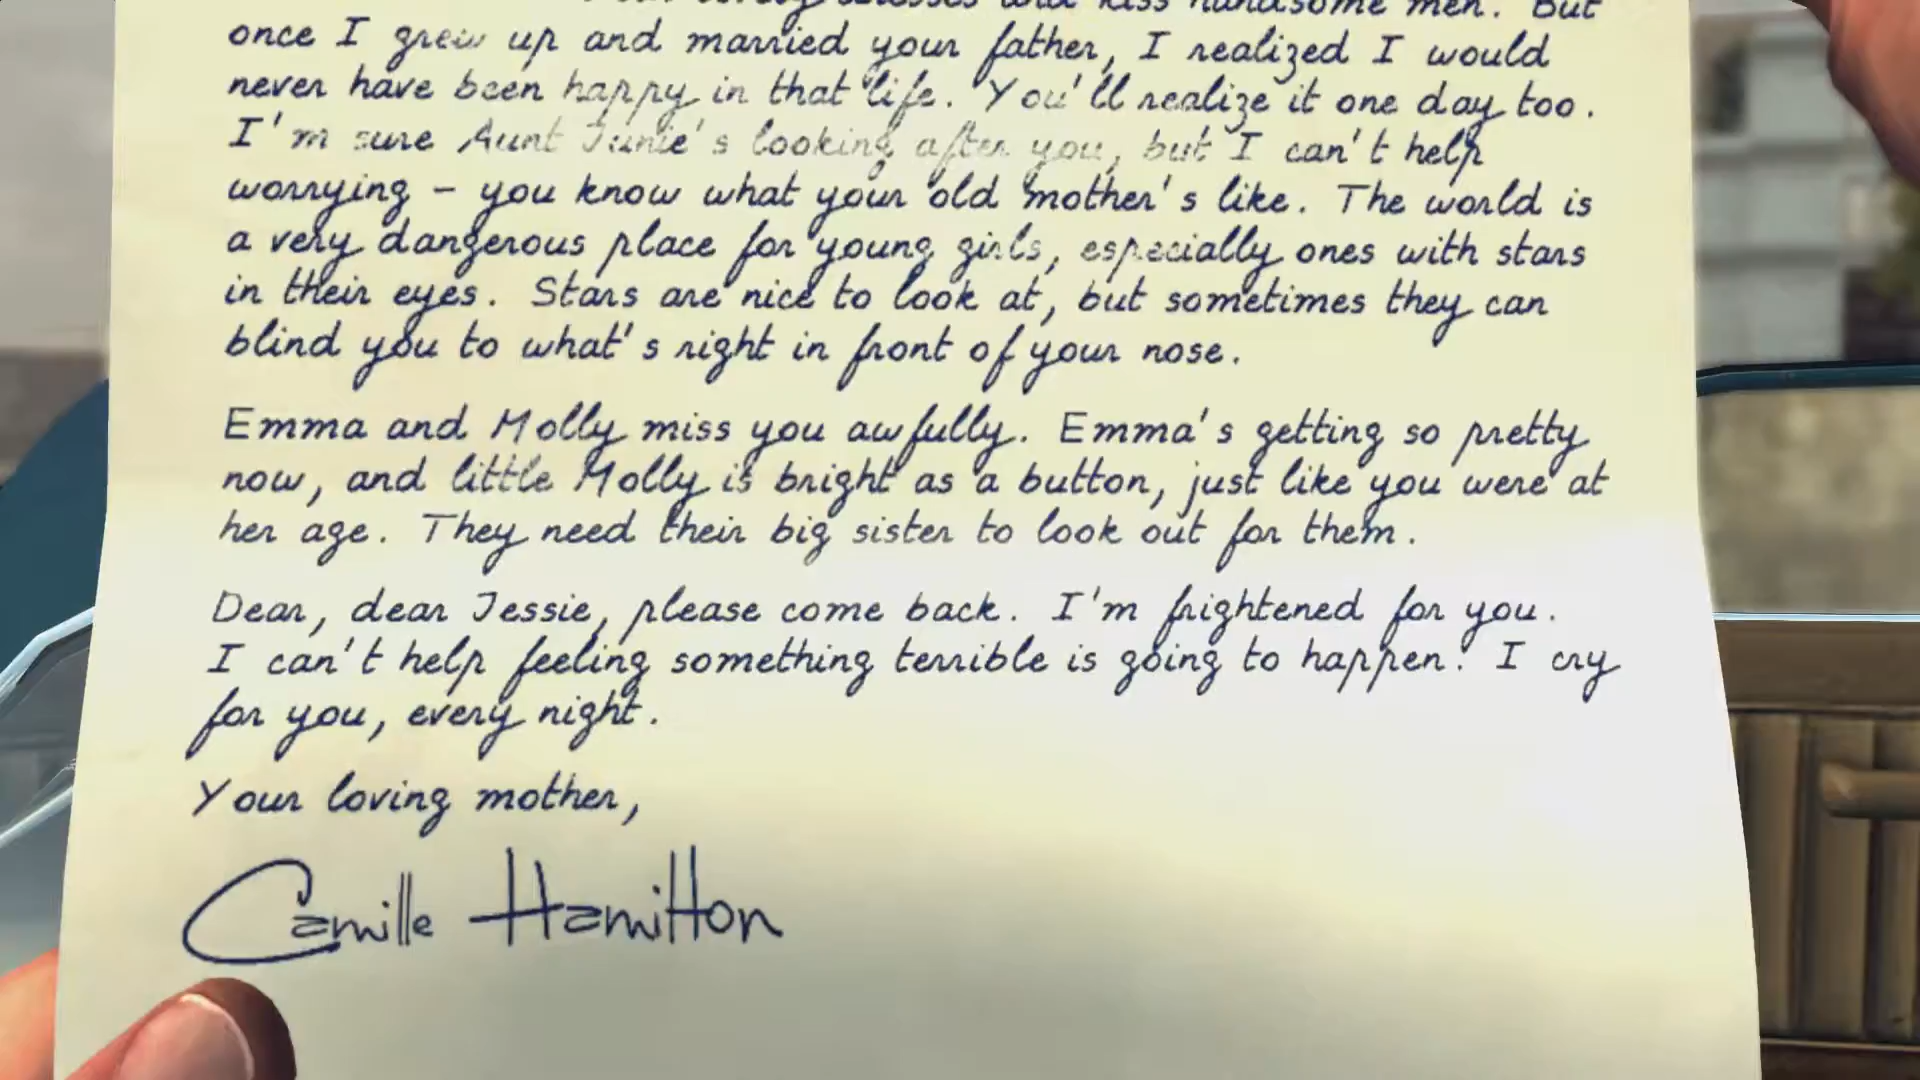 lovely dresses and kiss handsome men. But
once I grew up and married your father, I realized I would
never have been happy in that life. You'll realize it one day too.
I'm sure Aunt Junie's looking after you, but I can't help
worrying - you know what your old mother's like. The world is
a very dangerous place for young girls, especially ones with stars
in their eyes. Stars are nice to look at, but sometimes they can
blind you to what's right in front of your nose.
Emma and Molly miss you awfully. Emma's getting so pretty
now, and little Molly is bright as a button, just like you were at
her age. They need their big sister to look out for them.
Dear, dear Jessie, please come back. I'm frightened for you.
I can't help feeling something terrible is going to happen. I cry
for you, every night.
Your loving mother,
Camille Hamilton